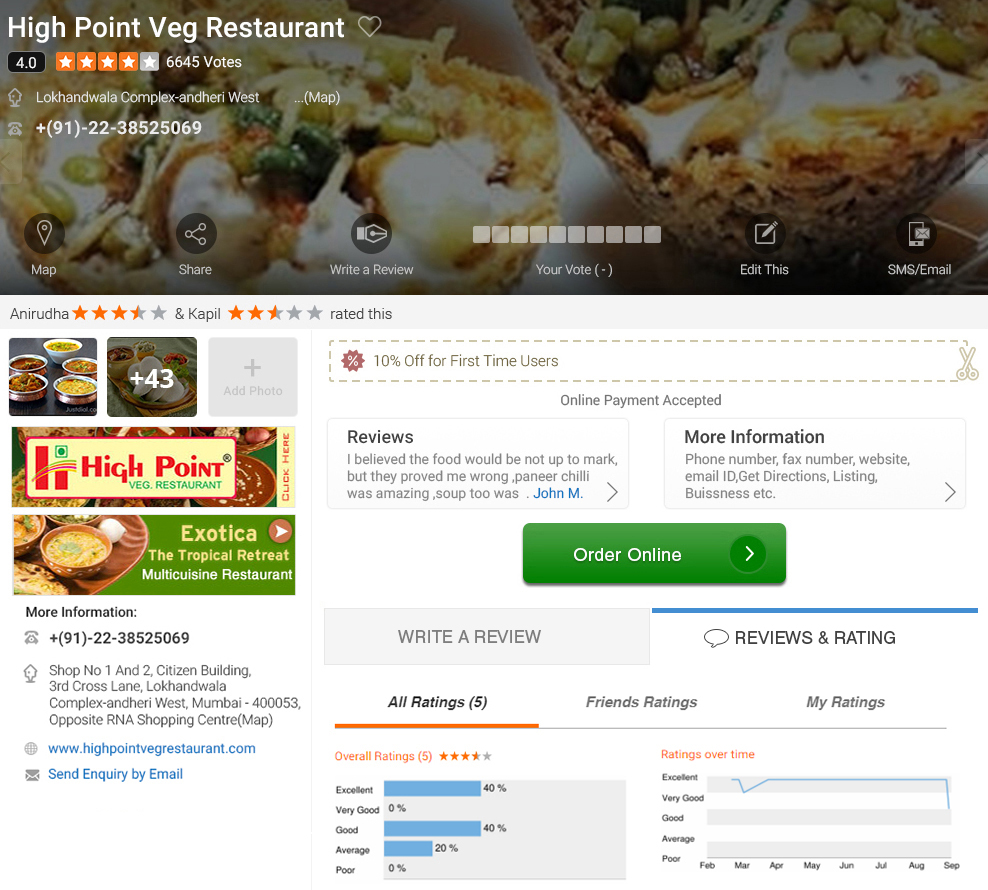 High Point Veg Restaurant
4.0 6645 Votes
Lokhandwala Complex-andheri West ...(Map)
+(91)-22-38525069
Map
Share
Write a Review
Your Vote ( - )
Edit This
SMS/Email
Anirudha & Kapil rated this
+43
Add Photo
Justdial.co
High Point®
VEG. RESTAURANT
CLICK HERE
Exotica
The Tropical Retreat
Multicuisine Restaurant
More Information:
+(91)-22-38525069
Shop No 1 And 2, Citizen Building,
3rd Cross Lane, Lokhandwala
Complex-andheri West, Mumbai - 400053,
Opposite RNA Shopping Centre(Map)
www.highpointvegrestaurant.com
Send Enquiry by Email
% 10% Off for First Time Users
Online Payment Accepted
Reviews
I believed the food would be not up to mark,
but they proved me wrong ,paneer chilli
was amazing ,soup too was . John M.
More Information
Phone number, fax number, website,
email ID,Get Directions, Listing,
Buissness etc.
Order Online
WRITE A REVIEW
REVIEWS & RATING
All Ratings (5)
Friends Ratings
My Ratings
Overall Ratings (5)
Excellent 40 %
Very Good 0 %
Good 40 %
Average 20 %
Poor 0 %
Ratings over time
Excellent
Very Good
Good
Average
Poor
Feb Mar Apr May Jun Jul Aug Sep